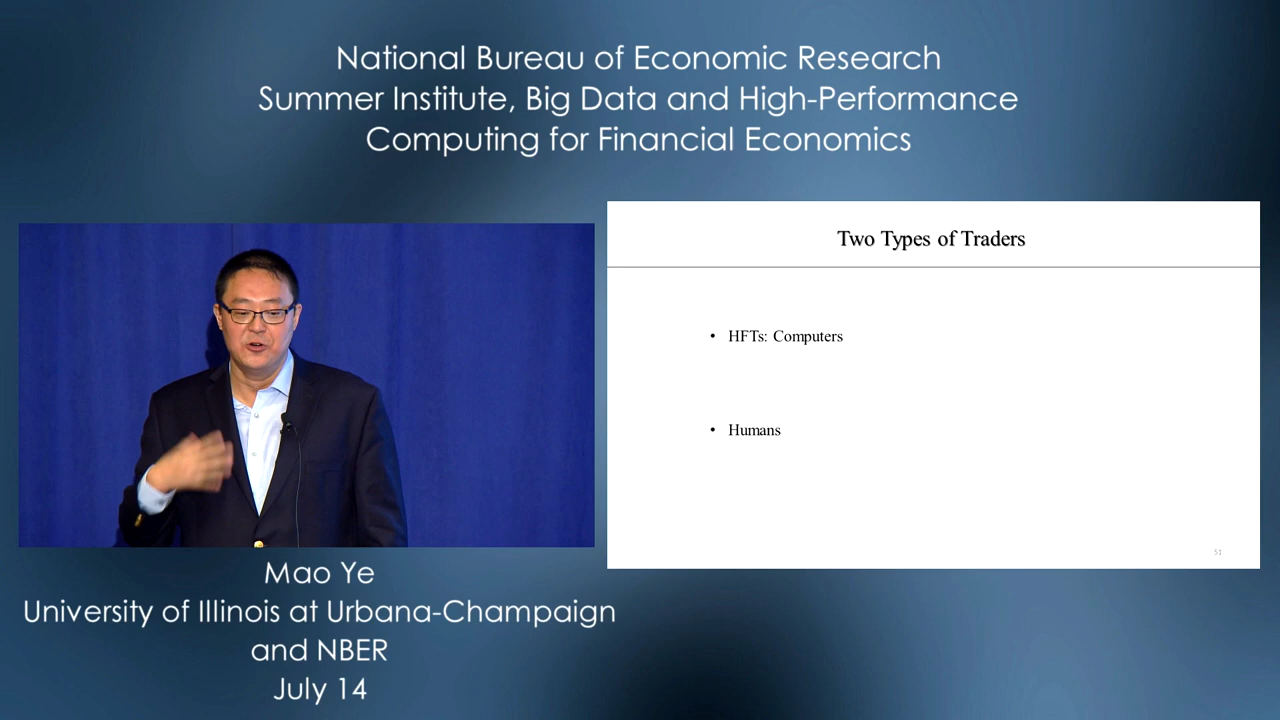 National Bureau of Economic Research
Summer Institute, Big Data and High-Performance
Computing for Financial Economics
Two Types of Traders
• HFTs: Computers
• Humans
51
Mao Ye
University of Illinois at Urbana-Champaign
and NBER
July 14